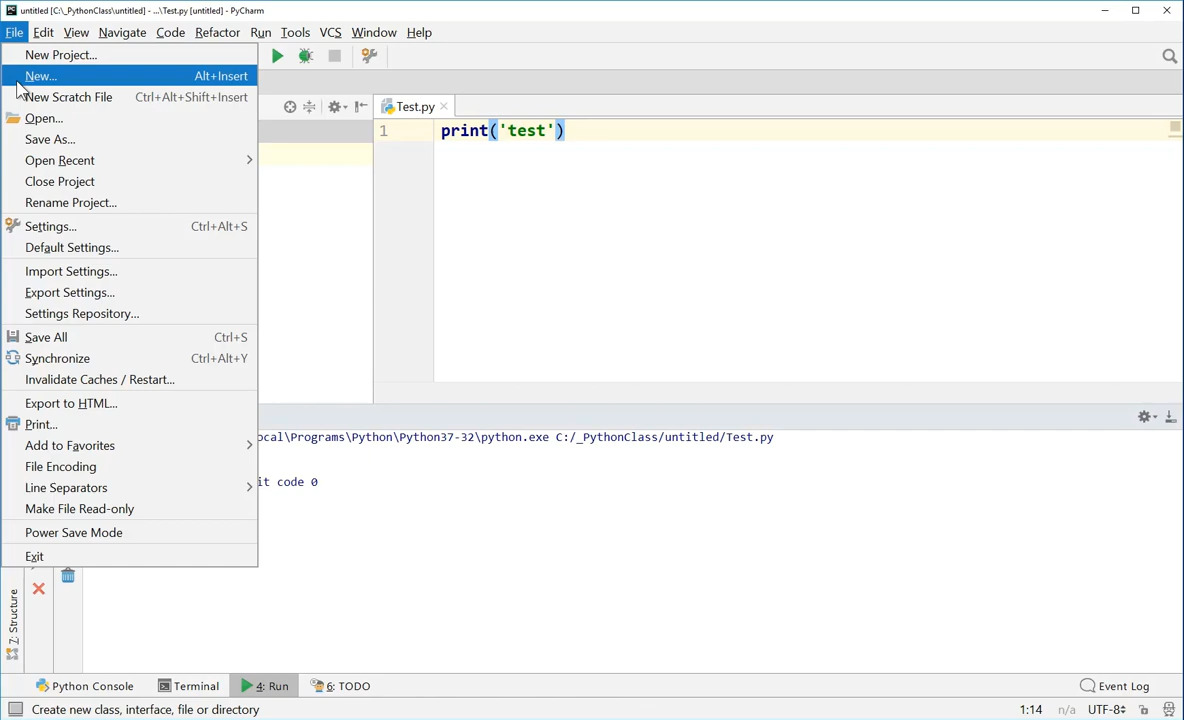 untitled [C:\_PythonClass\untitled] - ...\Test.py [untitled] - PyCharm
File Edit View Navigate Code Refactor Run Tools VCS Window Help
New Project...
New... Alt+Insert
New Scratch File Ctrl+Alt+Shift+Insert
Test.py
Open...
1 print('test')
Save As...
Open Recent
Close Project
Rename Project...
Settings... Ctrl+Alt+S
Default Settings...
Import Settings...
Export Settings...
Settings Repository...
Save All Ctrl+S
Synchronize Ctrl+Alt+Y
Invalidate Caches / Restart...
Export to HTML...
Print...
ocal\Programs\Python\Python37-32\python.exe C:/_PythonClass/untitled/Test.py
Add to Favorites
File Encoding
Line Separators
it code 0
Make File Read-only
Power Save Mode
Exit
7: Structure
Python Console Terminal 4: Run 6: TODO Event Log
Create new class, interface, file or directory 1:14 n/a UTF-8